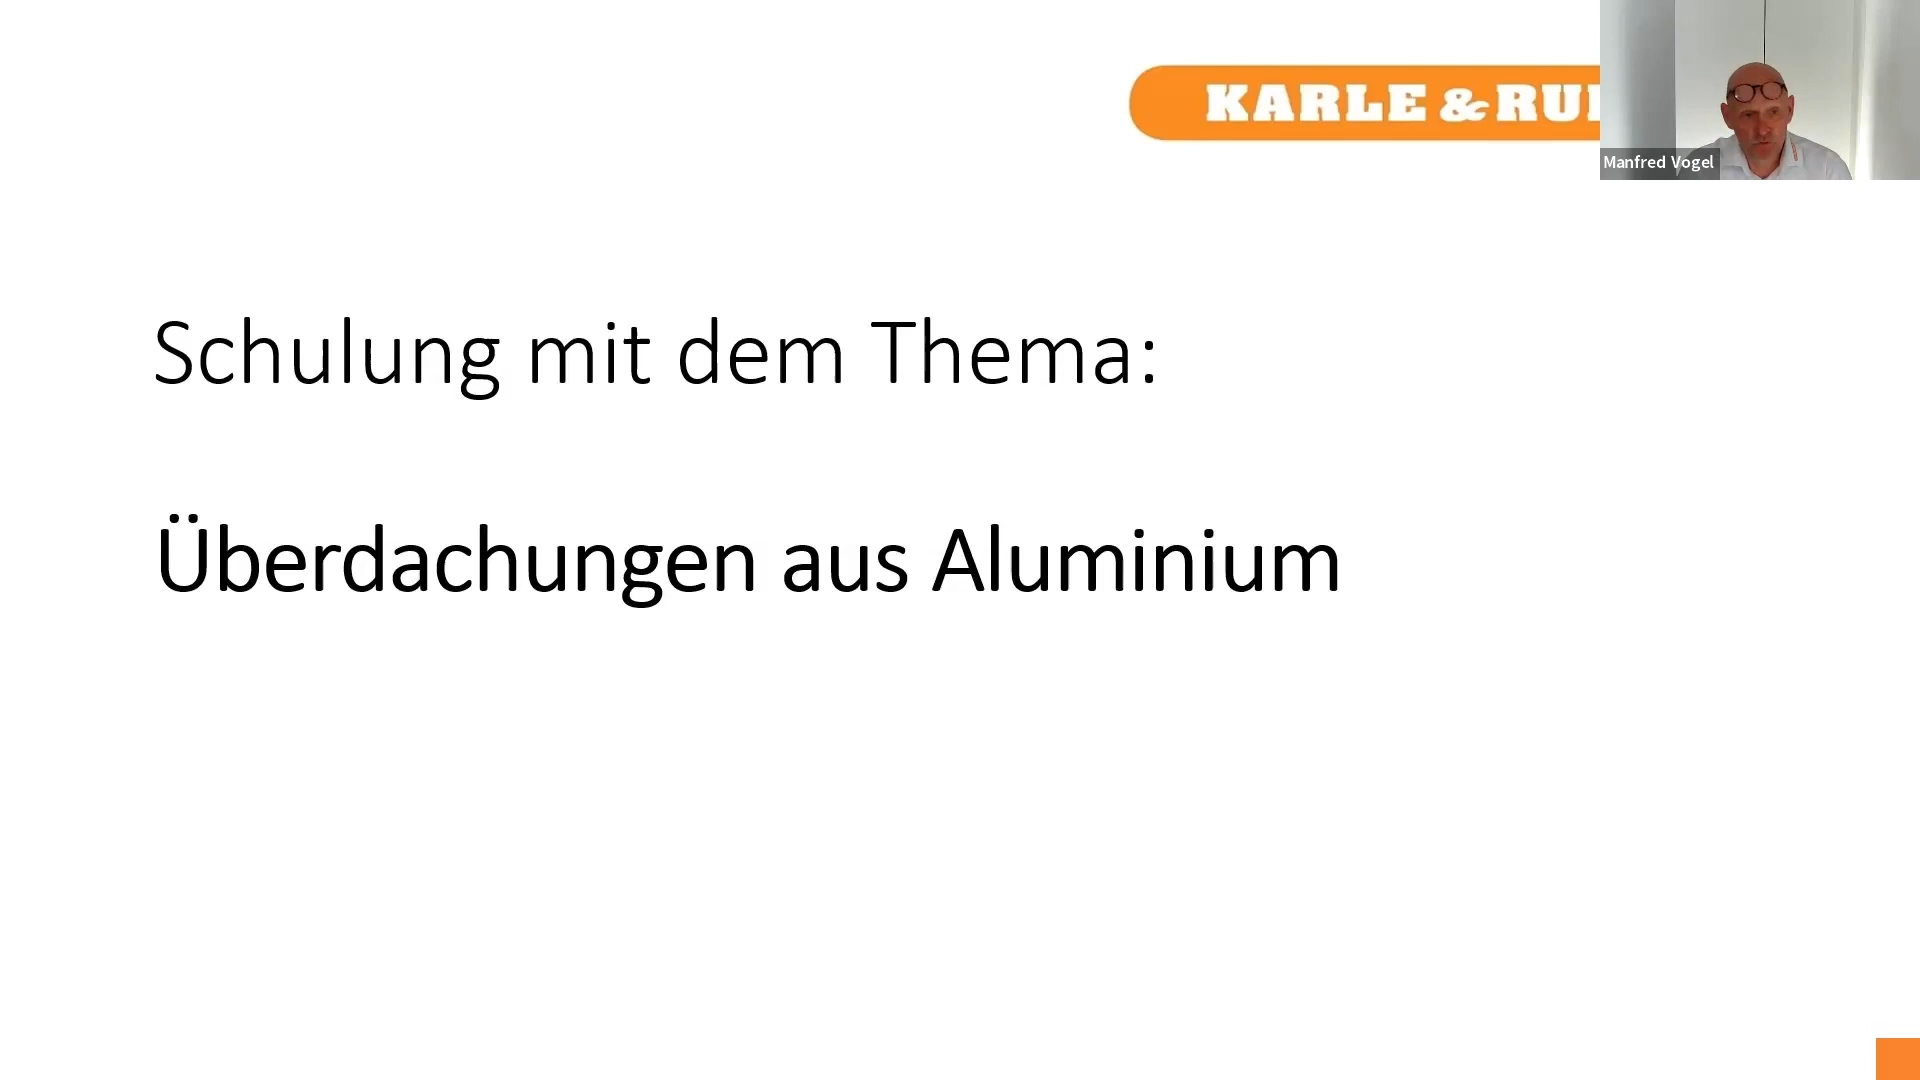 KARLE & RU
Manfred Vogel
Schulung mit dem Thema:
Überdachungen aus Aluminium